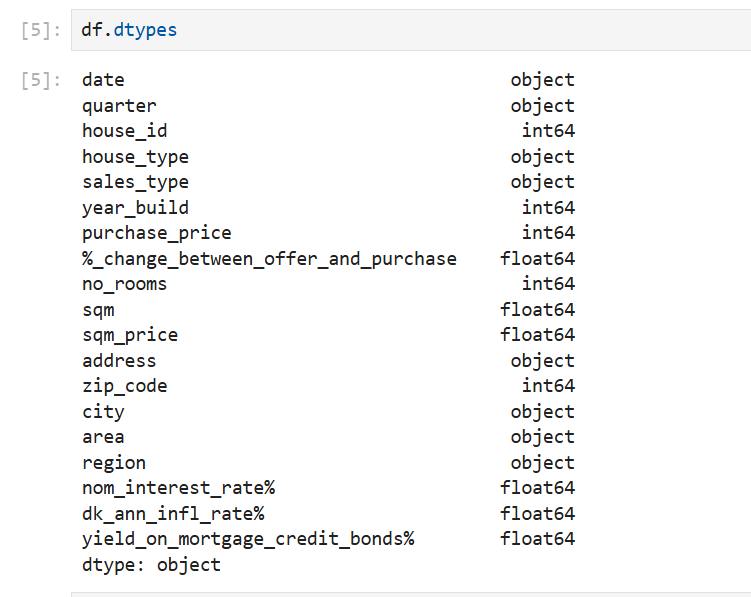 [5]: df.dtypes
[5]: date object
quarter object
house_id int64
house_type object
sales_type object
year_build int64
purchase_price int64
%_change_between_offer_and_purchase float64
no_rooms int64
sqm float64
sqm_price float64
address object
zip_code int64
city object
area object
region object
nom_interest_rate% float64
dk_ann_infl_rate% float64
yield_on_mortgage_credit_bonds% float64
dtype: object